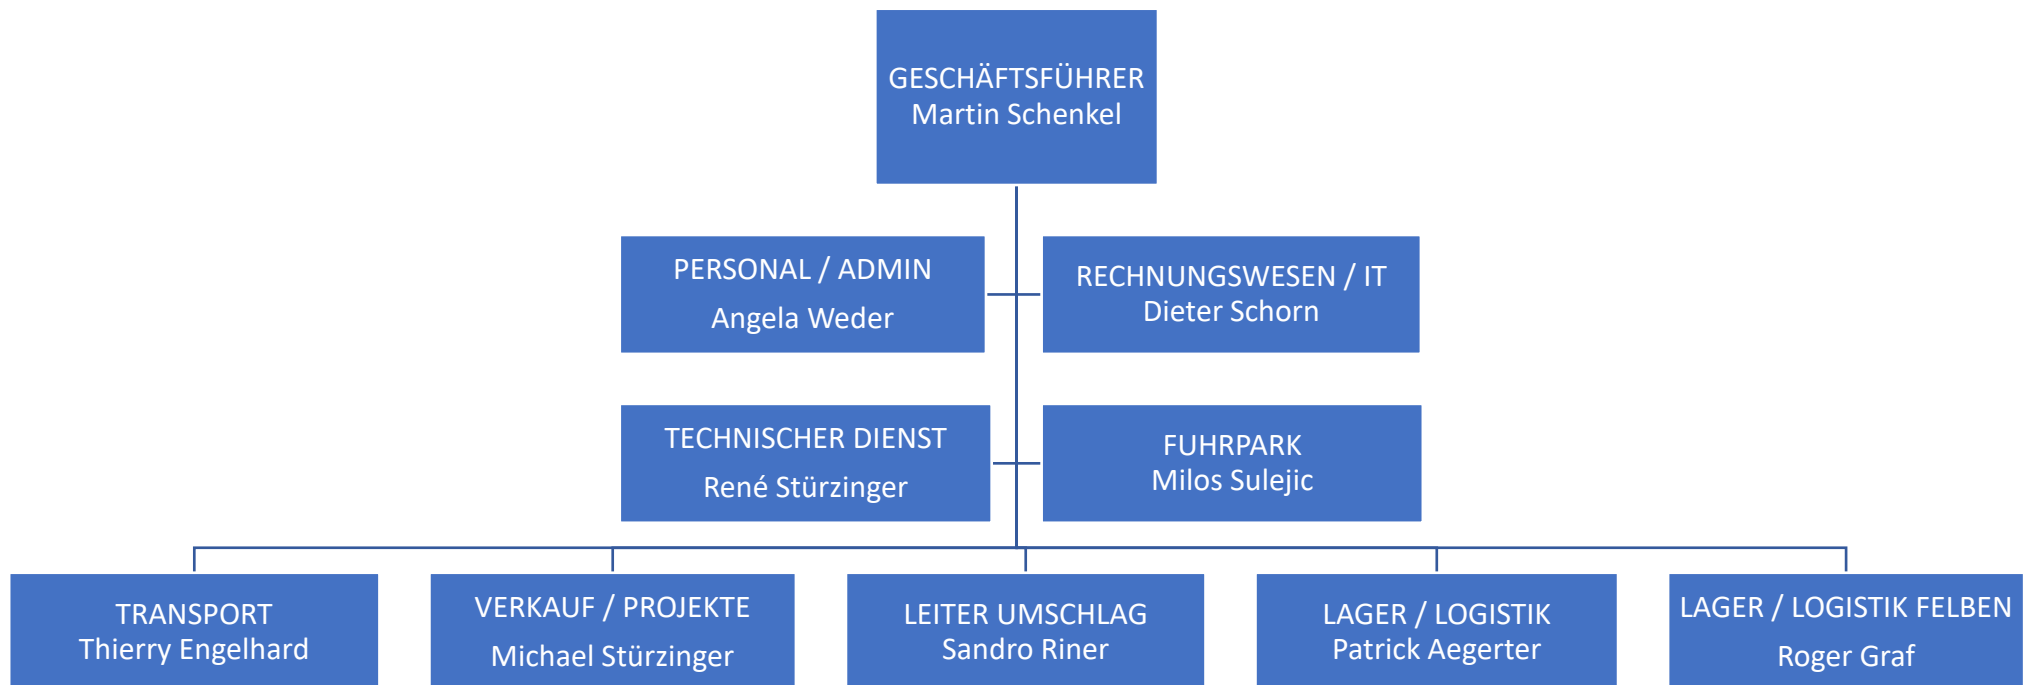 GESCHÄFTSFÜHRER
Martin Schenkel
PERSONAL / ADMIN
Angela Weder
RECHNUNGSWESEN / IT
Dieter Schorn
TECHNISCHER DIENST
René Stürzinger
FUHRPARK
Milos Sulejic
TRANSPORT
Thierry Engelhard
VERKAUF / PROJEKTE
Michael Stürzinger
LEITER UMSCHLAG
Sandro Riner
LAGER / LOGISTIK
Patrick Aegerter
LAGER / LOGISTIK FELBEN
Roger Graf